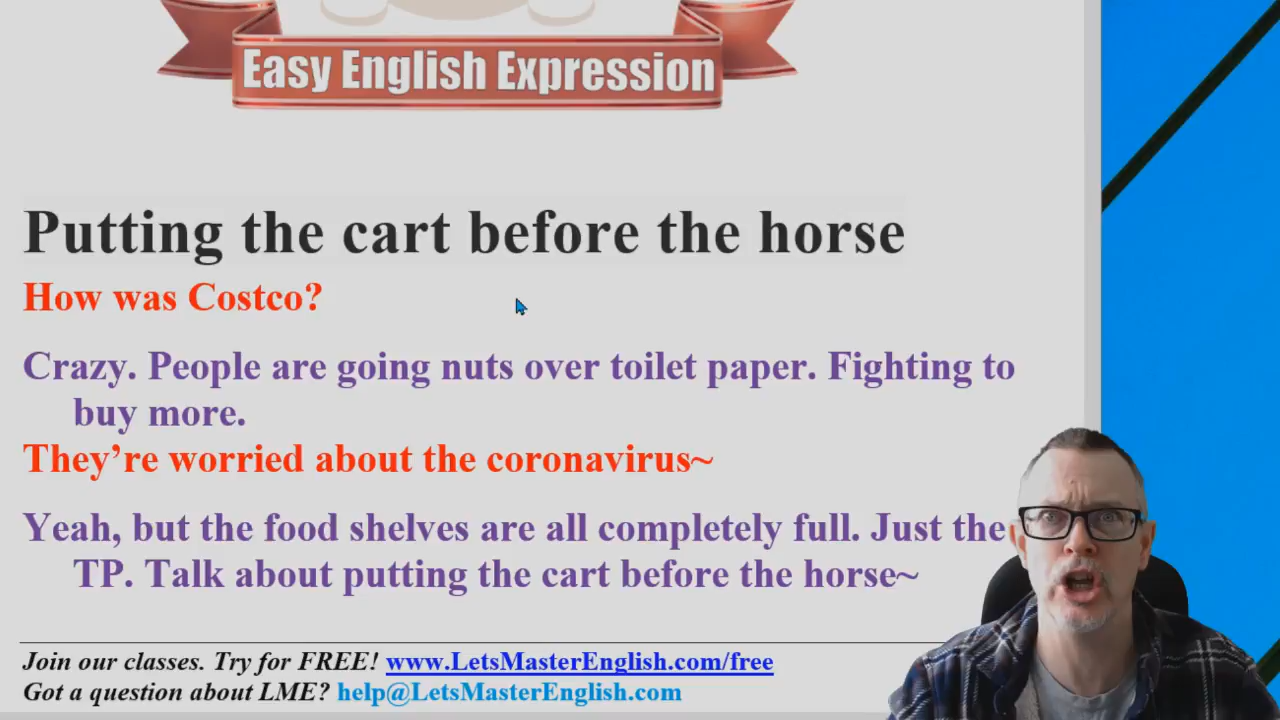 Easy English Expression
Putting the cart before the horse
How was Costco?
Crazy. People are going nuts over toilet paper. Fighting to
buy more.
They’re worried about the coronavirus~
Yeah, but the food shelves are all completely full. Just the
TP. Talk about putting the cart before the horse~
Join our classes. Try for FREE! www.LetsMasterEnglish.com/free
Got a question about LME? help@LetsMasterEnglish.com